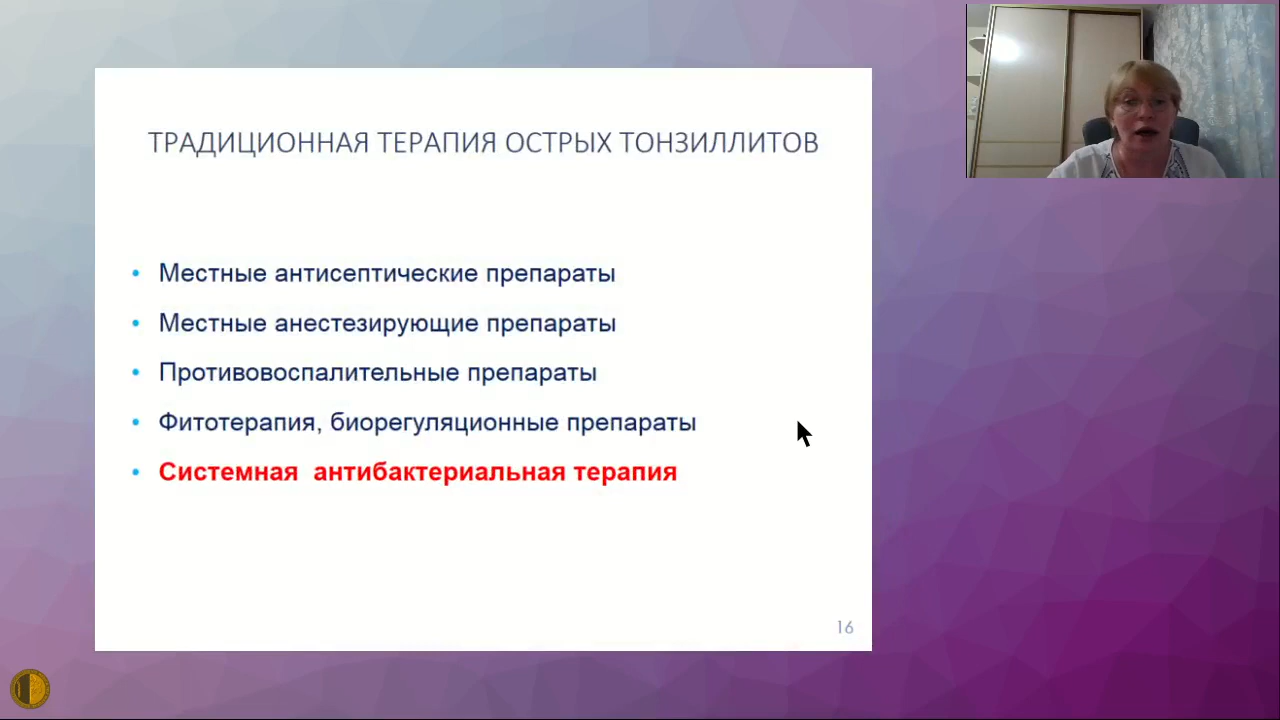 ТРАДИЦИОННАЯ ТЕРАПИЯ ОСТРЫХ ТОНЗИЛЛИТОВ
• Местные антисептические препараты
• Местные анестезирующие препараты
• Противовоспалительные препараты
• Фитотерапия, биорегуляционные препараты
• Системная антибактериальная терапия
16